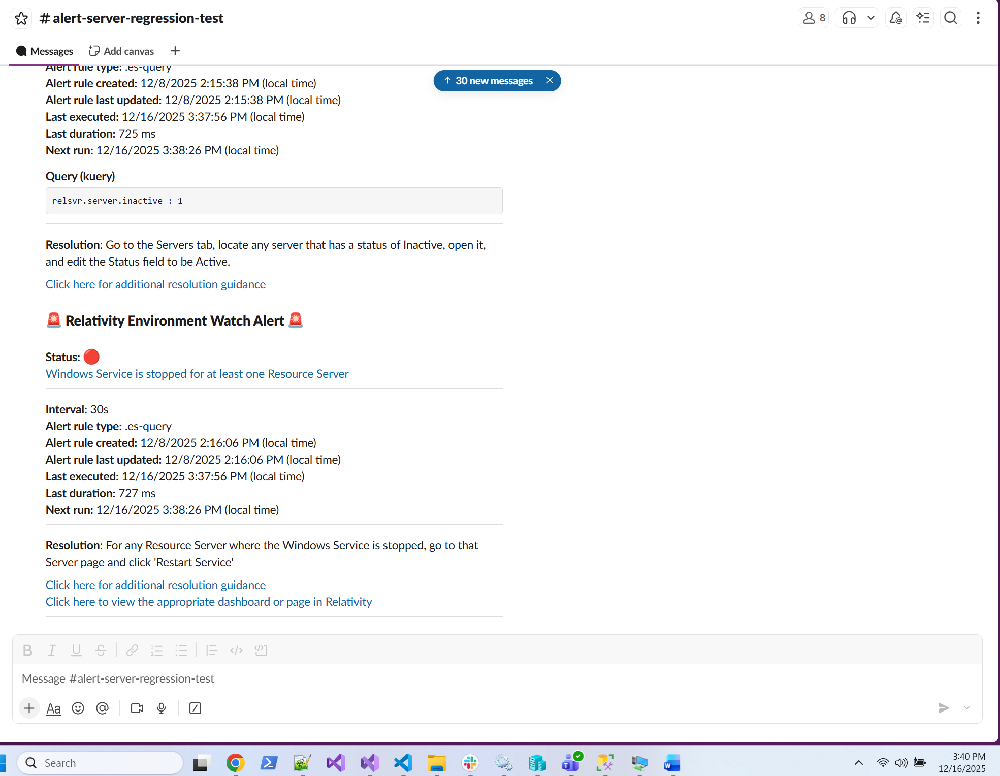 # alert-server-regression-test
8
Messages
Add canvas
Alert rule type: .es-query
Alert rule created: 12/8/2025 2:15:38 PM (local time)
30 new messages
Alert rule last updated: 12/8/2025 2:15:38 PM (local time)
Last executed: 12/16/2025 3:37:56 PM (local time)
Last duration: 725 ms
Next run: 12/16/2025 3:38:26 PM (local time)
Query (kuery)
relsvr.server.inactive : 1
Resolution: Go to the Servers tab, locate any server that has a status of Inactive, open it,
and edit the Status field to be Active.
Click here for additional resolution guidance
Relativity Environment Watch Alert
Status:
Windows Service is stopped for at least one Resource Server
Interval: 30s
Alert rule type: .es-query
Alert rule created: 12/8/2025 2:16:06 PM (local time)
Alert rule last updated: 12/8/2025 2:16:06 PM (local time)
Last executed: 12/16/2025 3:37:56 PM (local time)
Last duration: 727 ms
Next run: 12/16/2025 3:38:26 PM (local time)
Resolution: For any Resource Server where the Windows Service is stopped, go to that
Server page and click 'Restart Service'
Click here for additional resolution guidance
Click here to view the appropriate dashboard or page in Relativity
Message #alert-server-regression-test
Aa
Search
3:40 PM
12/16/2025